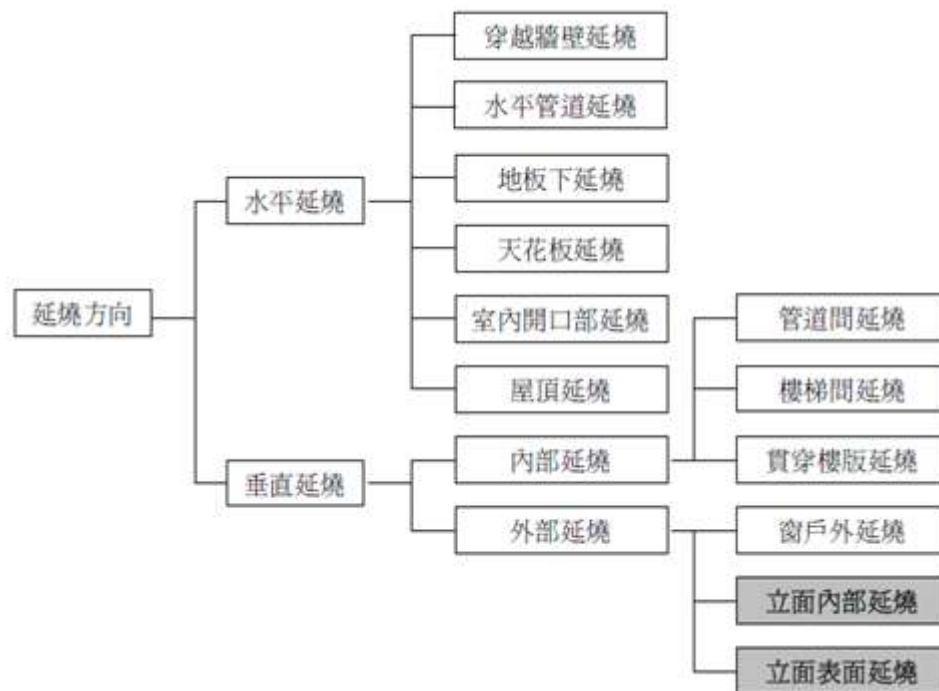 穿越牆壁延燒
水平管道延燒
地板下延燒
水平延燒
天花板延燒
延燒方向
室內開口部延燒
管道間延燒
屋頂延燒
樓梯間延燒
垂直延燒
內部延燒
貫穿樓版延燒
外部延燒
窗戶外延燒
立面內部延燒
立面表面延燒